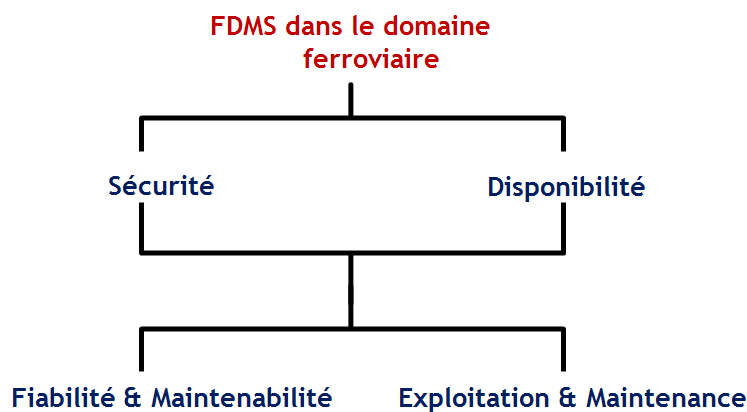 FDMS dans le domaine
ferroviaire
Sécurité
Disponibilité
Fiabilité & Maintenabilité
Exploitation & Maintenance